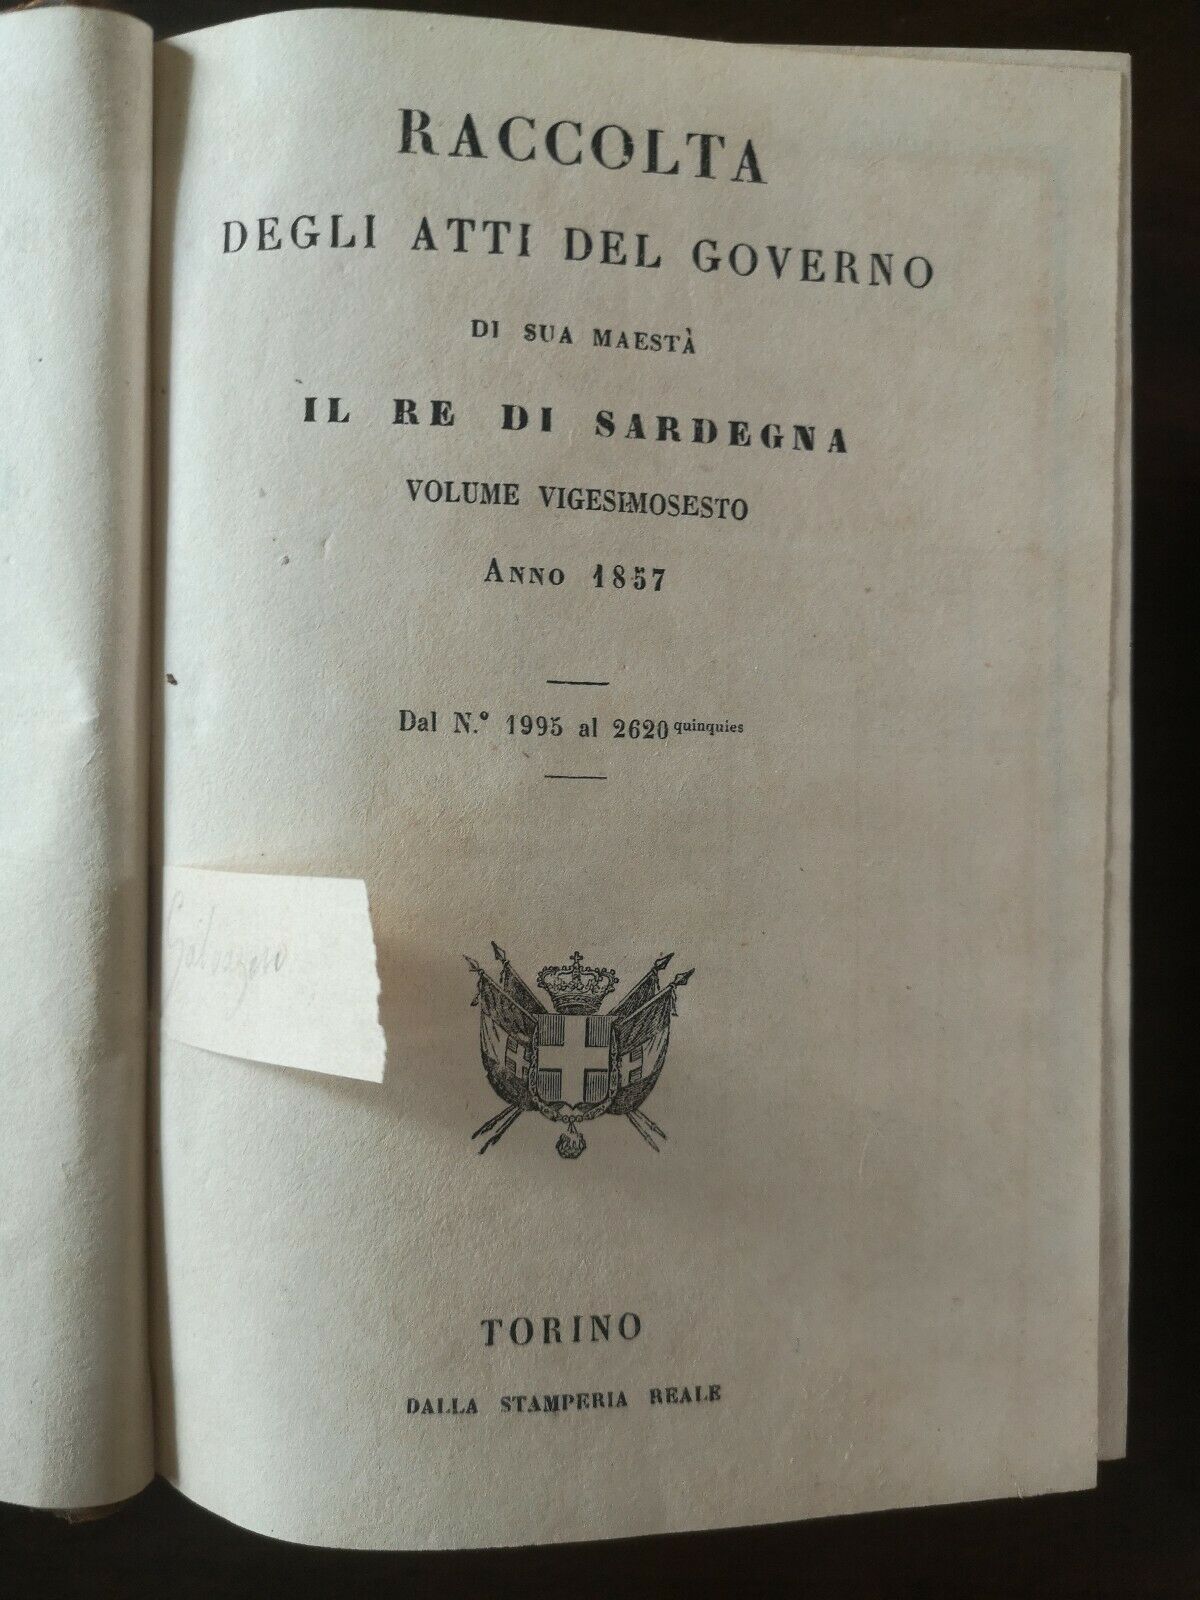 RACCOLTA
DEGLI ATTI DEL GOVERNO
DI SUA MAESTÀ
IL RE DI SARDEGNA
VOLUME VIGESIMOSESTO
ANNO 1857
Dal N.º 1995 al 2620 quinquies
TORINO
DALLA STAMPERIA REALE